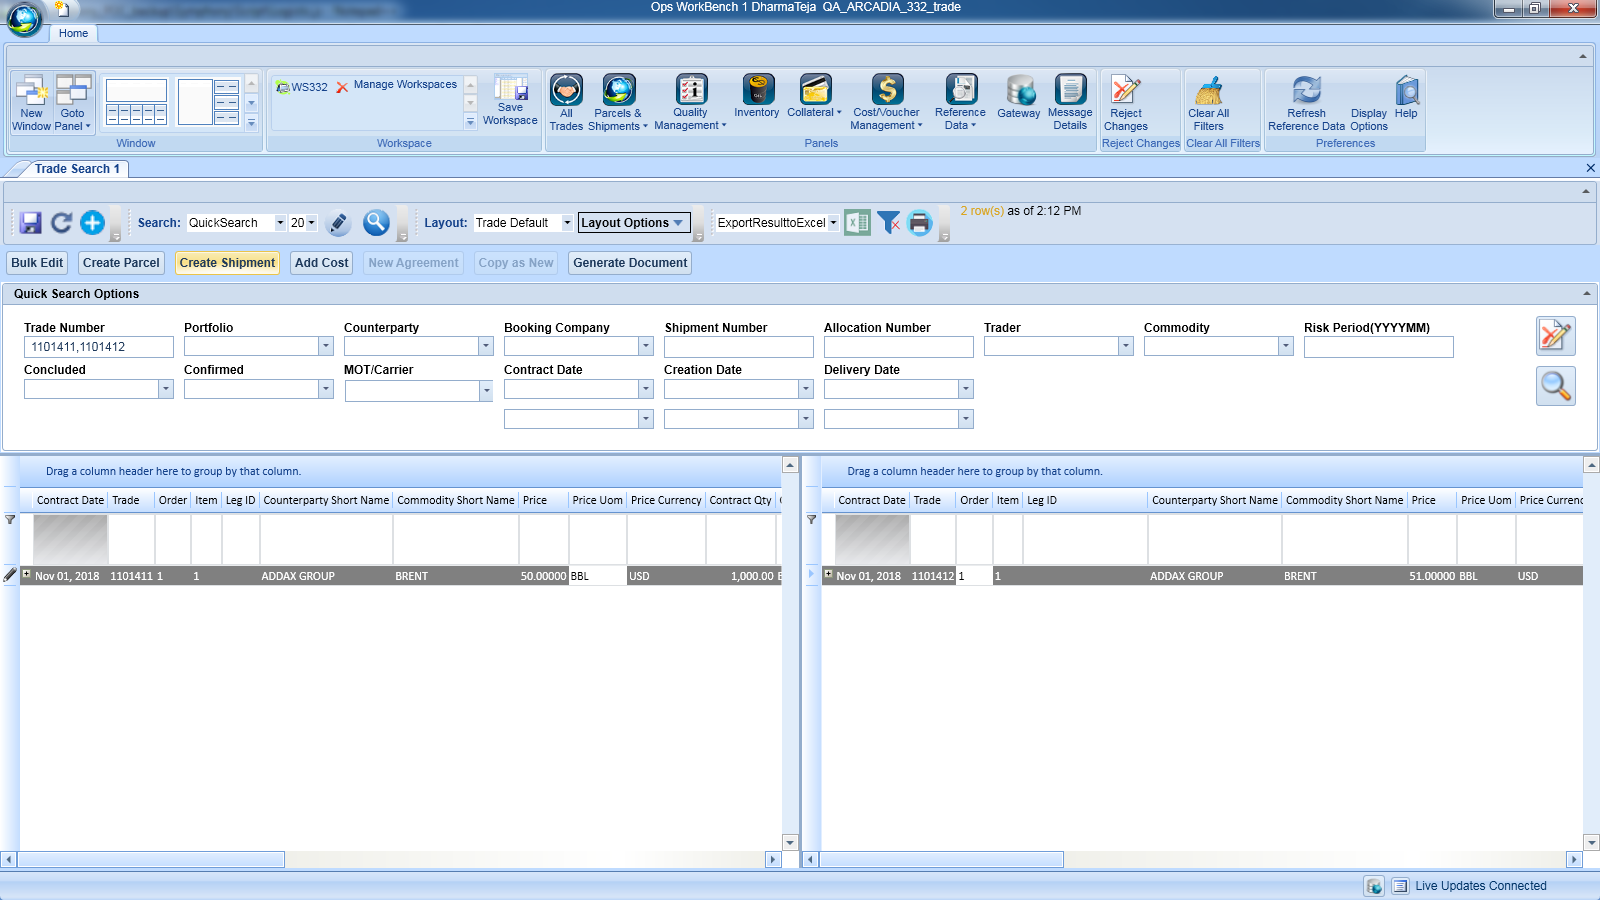 Ops WorkBench 1 DharmaTeja QA_ARCADIA_332_trade
Home
New Window
Goto Panel
Window
WS332
Manage Workspaces
Save Workspace
Workspace
All Trades
Parcels & Shipments
Quality Management
Inventory
Collateral
Cost/Voucher Management
Reference Data
Gateway
Message Details
Panels
Reject Changes
Reject Changes
Clear All Filters
Clear All Filters
Refresh Reference Data
Display Options
Help
Preferences
Trade Search 1
Search: QuickSearch 20
Layout: Trade Default Layout Options
ExportResulttoExcel
2 row(s) as of 2:12 PM
Bulk Edit Create Parcel Create Shipment Add Cost New Agreement Copy as New Generate Document
Quick Search Options
Trade Number Portfolio Counterparty Booking Company Shipment Number Allocation Number Trader Commodity Risk Period(YYYYMM)
1101411,1101412
Concluded Confirmed MOT/Carrier Contract Date Creation Date Delivery Date
Drag a column header here to group by that column.
Contract Date Trade Order Item Leg ID Counterparty Short Name Commodity Short Name Price Price Uom Price Currency Contract Qty
Nov 01, 2018 1101411 1 1 ADDAX GROUP BRENT 50.00000 BBL USD 1,000.00
Drag a column header here to group by that column.
Contract Date Trade Order Item Leg ID Counterparty Short Name Commodity Short Name Price Price Uom Price Currenc
Nov 01, 2018 1101412 1 1 ADDAX GROUP BRENT 51.00000 BBL USD
Live Updates Connected